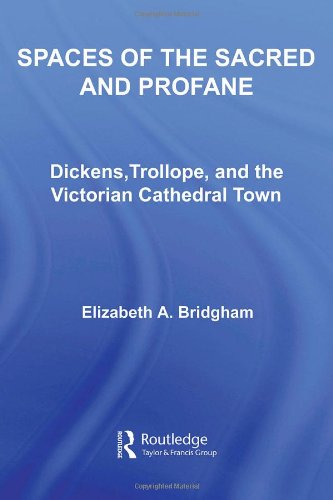 SPACES OF THE SACRED
AND PROFANE
Dickens,Trollope, and the
Victorian Cathedral Town
Elizabeth A. Bridgham
ROUTLEDGE
Routledge
Taylor & Francis Group